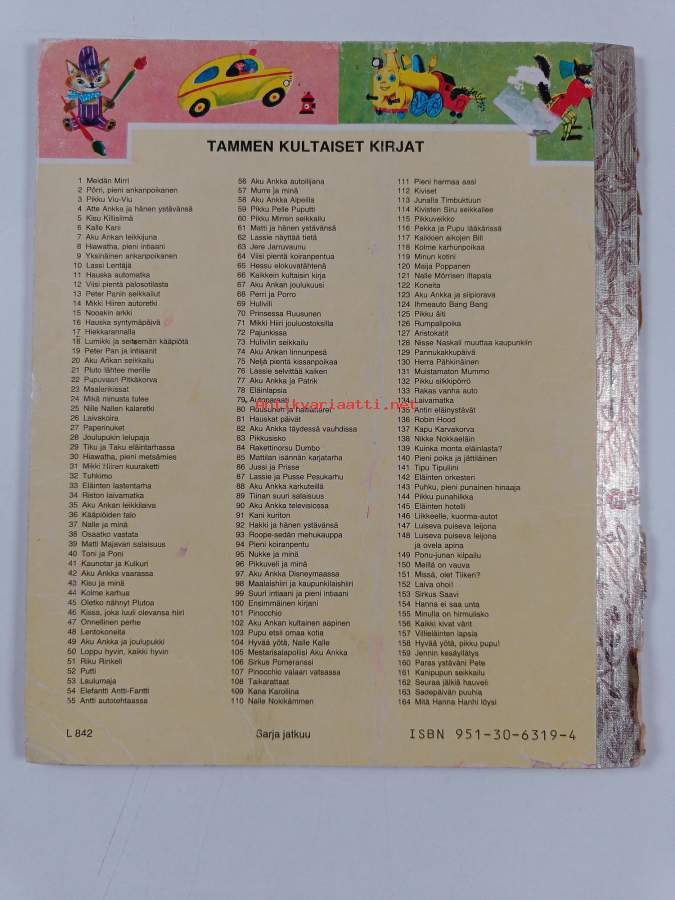 TAMMEN KULTAISET KIRJAT
1 Meidän Mirri
2 Pörri, pieni ankanpoikanen
3 Pikku Viu-Viu
4 Atte Ankka ja hänen ystävänsä
5 Kisu Kiliisilmä
6 Kalle Kani
7 Aku Ankan leikkijuna
8 Hiawatha, pieni intiaani
9 Yksinäinen ankanpoikanen
10 Lassi Lentäjä
11 Hauska automatka
12 Viisi pientä palosotilasta
13 Peter Panin seikkailut
14 Mikki Hiiren autoretki
15 Nooakin arkki
16 Hauska syntymäpäivä
17 Hiekkarannalla
18 Lumikki ja seitsemän kääpiötä
19 Peter Pan ja intiaanit
20 Aku Ankan seikkailu
21 Pluto lähtee merille
22 Pupuvaari Pitkäkorva
23 Maalarikissat
24 Mikä minusta tulee
25 Nille Nallen kalaretki
26 Laivakoira
27 Paperinuket
28 Joulupukin lelupaja
29 Tiku ja Taku eläintarhassa
30 Hiawatha, pieni metsämies
31 Mikki Hiiren kuuraketti
32 Tuhkimo
33 Eläinten lastentarha
34 Riston laivamatka
35 Aku Ankan leikkilaiva
36 Kääpiöiden talo
37 Nalle ja minä
38 Osaatko vastata
39 Matti Majavan salaisuus
40 Toni ja Poni
41 Kaunotar ja Kulkuri
42 Aku Ankka vaarassa
43 Kisu ja minä
44 Kolme karhua
45 Oletko nähnyt Plutoa
46 Kissa, joka luuli olevansa hiiri
47 Onnellinen perhe
48 Lentokoneita
49 Aku Ankka ja joulupukki
50 Loppu hyvin, kaikki hyvin
51 Riku Rinkeli
52 Putti
53 Laulumaja
54 Elefantti Antti-Fantti
55 Antti autotehtaassa
56 Aku Ankka autoilijana
57 Murre ja minä
58 Aku Ankka Alpeilla
59 Pikku Pelle Puputti
60 Pikku Mirren seikkailu
61 Matti ja hänen ystävänsä
62 Lassie näyttää tietä
63 Jere Jarruvaunu
64 Viisi pientä koiranpentua
65 Hessu elokuvatähtenä
66 Kaikkein kultaisin kirja
67 Aku Ankan joulukuusi
68 Perri ja Porro
69 Hulivili
70 Prinsessa Ruusunen
71 Mikki Hiiri jouluostoksilla
72 Pajunkissa
73 Hulivilin seikkailu
74 Aku Ankan linnunpesä
75 Neljä pientä kissanpoikaa
76 Lassie selvittää kaiken
77 Aku Ankka ja Patrik
78 Eläinlapsia
79 Autoparaati
80 Ruusunen ja haltiattaret
81 Hauskat päivät
82 Aku Ankka täydessä vauhdissa
83 Pikkusisko
84 Rakettinorsu Dumbo
85 Mattilan isännän karjatarha
86 Jussi ja Prisse
87 Lassie ja Pusse Pesukarhu
88 Aku Ankka karkuteillä
89 Tiinan suuri salaisuus
90 Aku Ankka televisiossa
91 Kani kuriton
92 Hakki ja hänen ystävänsä
93 Roope-sedän mehukauppa
94 Pieni koiranpentu
95 Nukke ja minä
96 Pikkuveli ja minä
97 Aku Ankka Disneymaassa
98 Maalaishiiri ja kaupunkilaishiiri
99 Suuri intiaani ja pieni intiaani
100 Ensimmäinen kirjani
101 Pinocchio
102 Aku Ankan kultainen aapinen
103 Pupu etsii omaa kotia
104 Hyvää yötä, Nalle Kalle
105 Mestarisalapoliisi Aku Ankka
106 Sirkus Pomeranssi
107 Pinocchio valaan vatsassa
108 Taikarattaat
109 Kana Karoliina
110 Nalle Nokikämmen
111 Pieni harmaa aasi
112 Kiviset
113 Junalla Timbuktuun
114 Kivisten Siru seikkailee
115 Pikkuveikko
116 Pekka ja Pupu lääkärissä
117 Kaikkien aikojen Bill
118 Kolme karhunpoikaa
119 Minun kotini
120 Maija Poppanen
121 Nalle Mörrisen iltapala
122 Koneita
123 Aku Ankka ja siipiorava
124 Ihmeauto Bang Bang
125 Pikku äiti
126 Rumpalipoika
127 Aristokatit
128 Nisse Naskali muuttaa kaupunkiin
129 Pannukakkupäivä
130 Herra Pähkinäinen
131 Muistamaton Mummo
132 Pikku silkkipörrö
133 Rakas vanha auto
134 Laivamatka
135 Antin eläinystävät
136 Robin Hood
137 Kapu Karvakorva
138 Nikke Nokkaeläin
139 Kuinka monta eläinlasta?
140 Pieni poika ja jättiläinen
141 Tipu Tipuliini
142 Eläinten orkesteri
143 Puhku, pieni punainen hinaaja
144 Pikku punahilkka
145 Eläinten hotelli
146 Liikkeelle, kuorma-autot
147 Luiseva puiseva leijona
148 Luiseva puiseva leijona
ja ovela apina
149 Ponu-junan kilpailu
150 Meillä on vauva
151 Missä, olet Tliken?
152 Laiva ohoi!
153 Sirkus Saavi
154 Hanna ei saa unta
155 Minulla on hirmulisko
156 Kaikki kivat värit
157 Villieläinten lapsia
158 Hyvää yötä, pikku pupu!
159 Jennin kesäyllätys
160 Paras ystäväni Pete
161 Kanipupun seikkailu
162 Seuraa jälkiä hauveli
163 Sadepäivän puuhia
164 Mitä Hanna Hanhi löysi
antikvariaatti.net
L 842
Sarja jatkuu
ISBN 951-30-6319-4